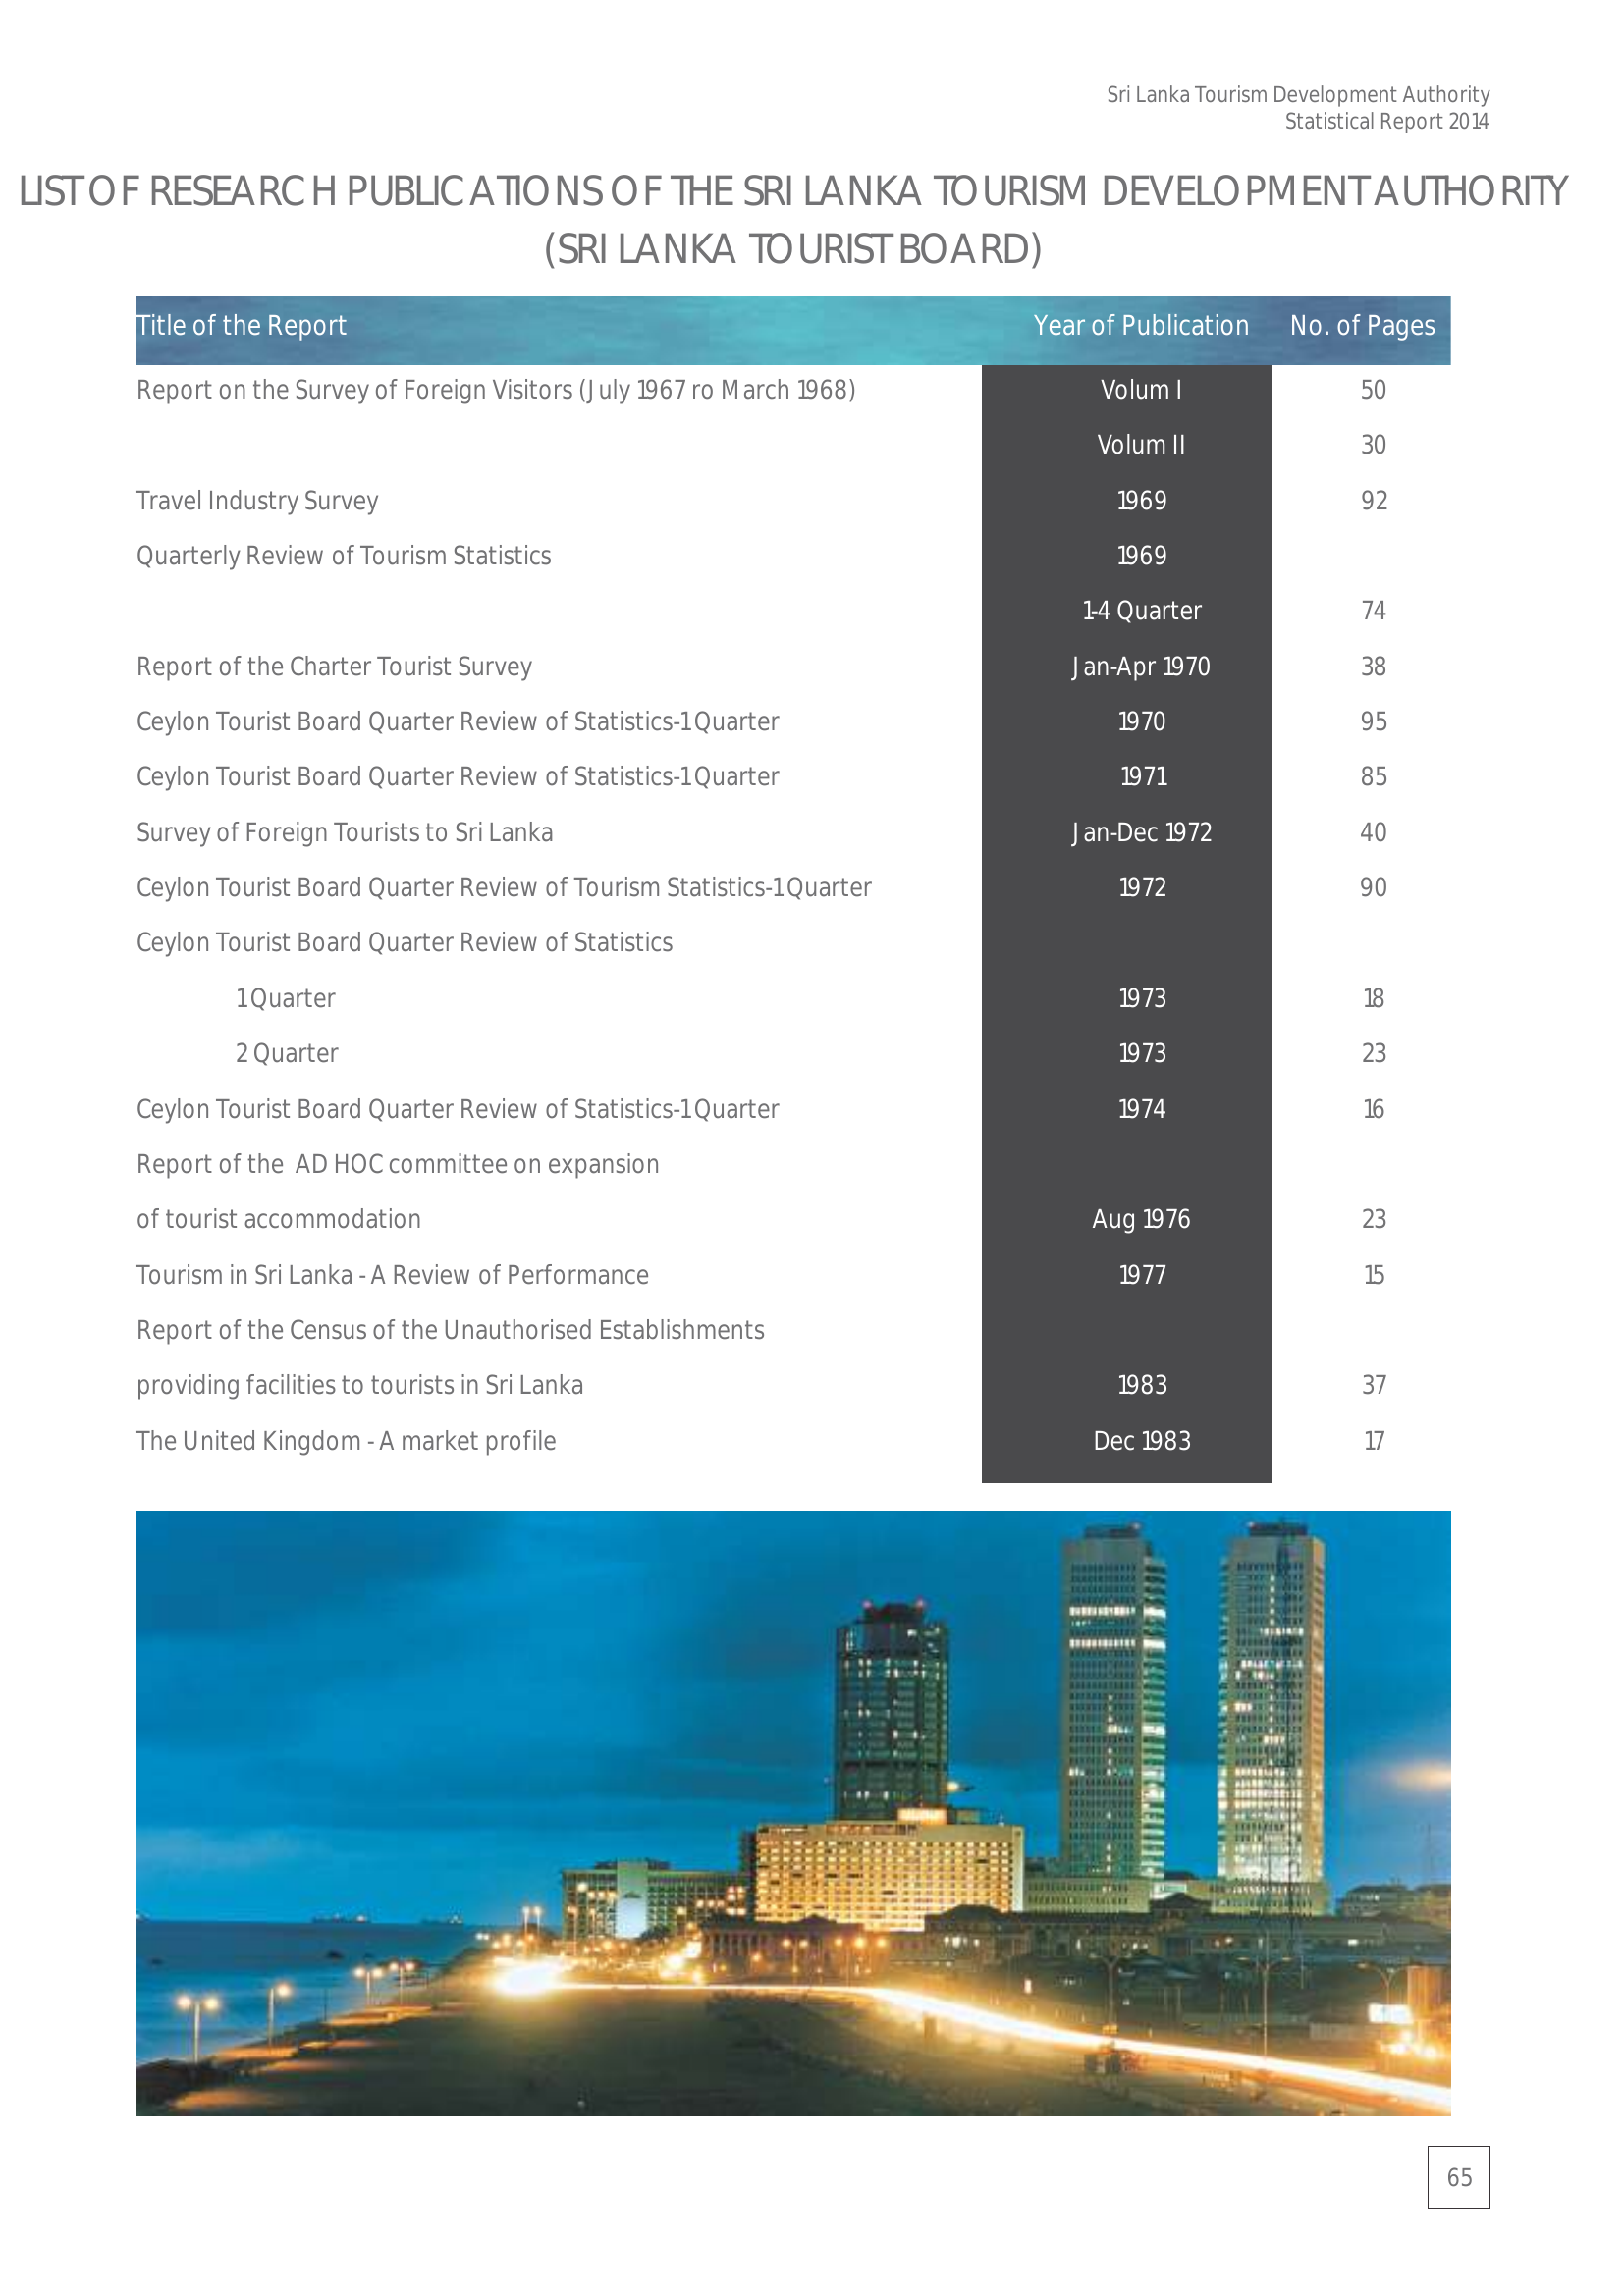 Sri Lanka Tourism Development Authority
Statistical Report 2014
LIST OF RESEARCH PUBLICATIONS OF THE SRI LANKA TOURISM DEVELOPMENT AUTHORITY
(SRI LANKA TOURIST BOARD)
Title of the Report Year of Publication No. of Pages
Report on the Survey of Foreign Visitors (July 1967 ro March 1968) Volum I 50
Volum II 30
Travel Industry Survey 1969 92
Quarterly Review of Tourism Statistics 1969
1-4 Quarter 74
Report of the Charter Tourist Survey Jan-Apr 1970 38
Ceylon Tourist Board Quarter Review of Statistics-1 Quarter 1970 95
Ceylon Tourist Board Quarter Review of Statistics-1 Quarter 1971 85
Survey of Foreign Tourists to Sri Lanka Jan-Dec 1972 40
Ceylon Tourist Board Quarter Review of Tourism Statistics-1 Quarter 1972 90
Ceylon Tourist Board Quarter Review of Statistics
1 Quarter 1973 18
2 Quarter 1973 23
Ceylon Tourist Board Quarter Review of Statistics-1 Quarter 1974 16
Report of the AD HOC committee on expansion
of tourist accommodation Aug 1976 23
Tourism in Sri Lanka - A Review of Performance 1977 15
Report of the Census of the Unauthorised Establishments
providing facilities to tourists in Sri Lanka 1983 37
The United Kingdom - A market profile Dec 1983 17
65